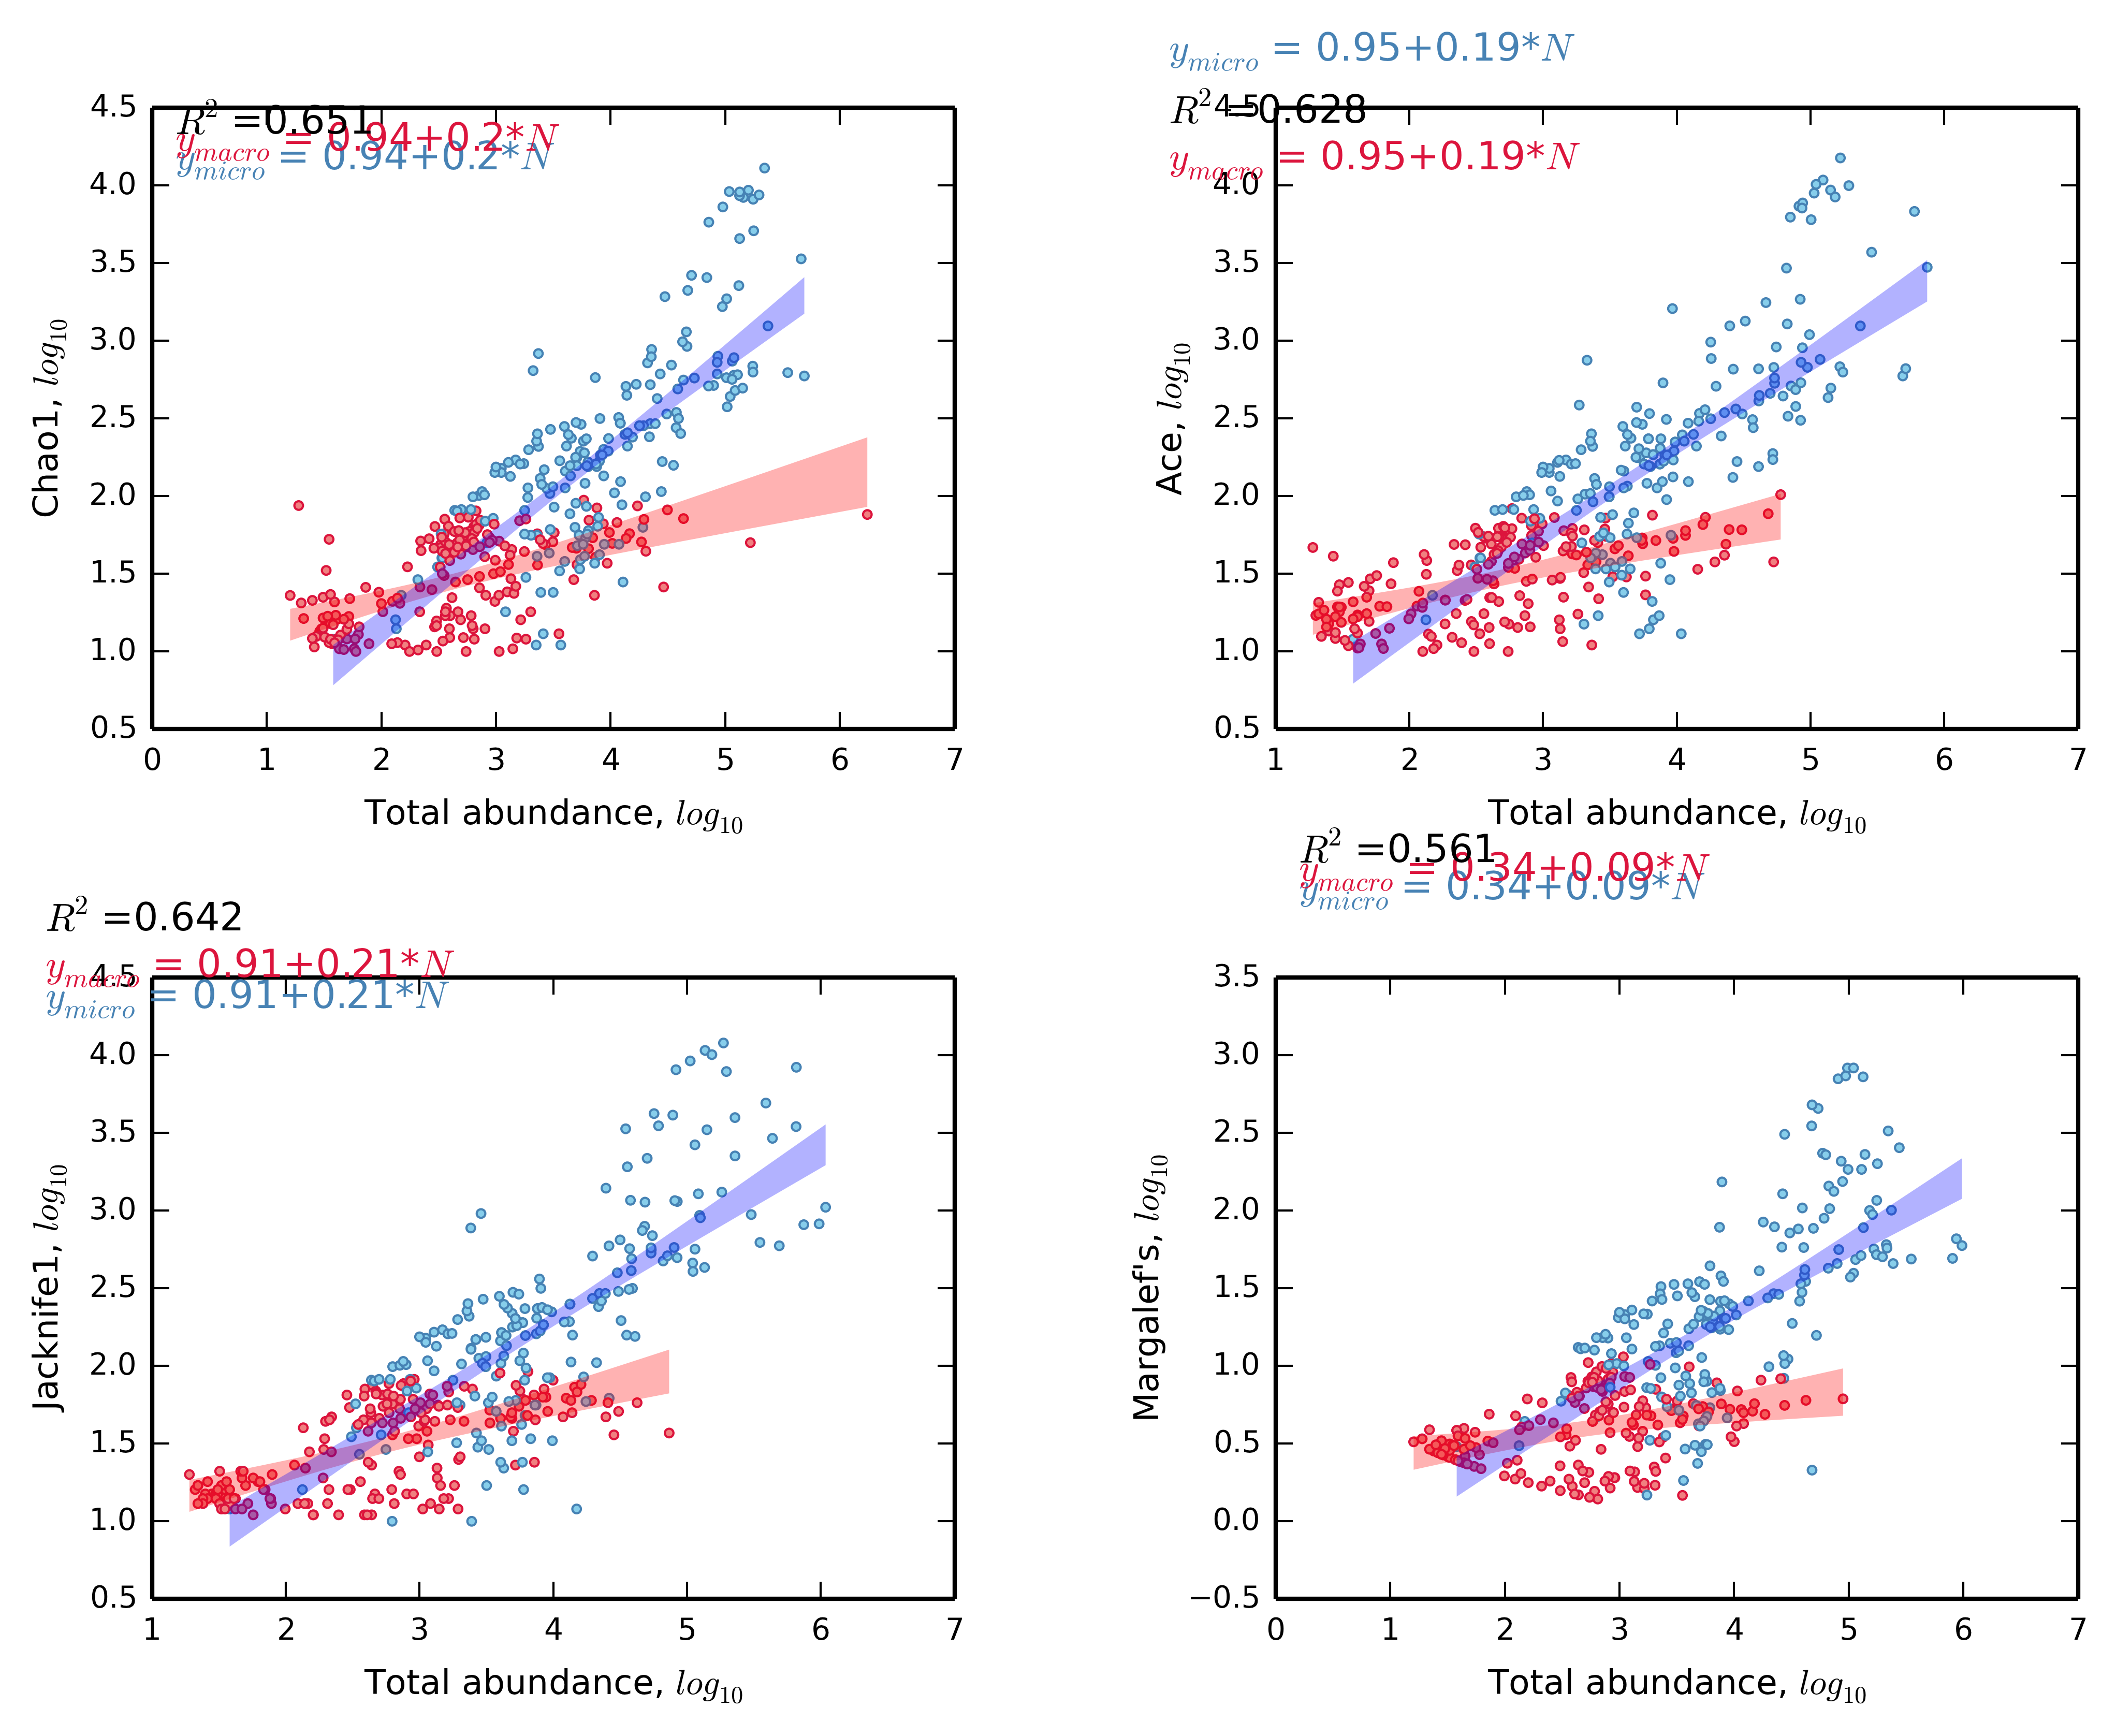 R² =0.651
y_macro = 0.94+0.2*N
y_micro = 0.94+0.2*N
4.5
4.0
3.5
3.0
2.5
2.0
1.5
1.0
0.5
Chao1, log₁₀
0 1 2 3 4 5 6 7
Total abundance, log₁₀
y_micro = 0.95+0.19*N
R² =0.628
y_macro = 0.95+0.19*N
4.5
4.0
3.5
3.0
2.5
2.0
1.5
1.0
0.5
Ace, log₁₀
1 2 3 4 5 6 7
Total abundance, log₁₀
R² =0.642
y_macro = 0.91+0.21*N
y_micro = 0.91+0.21*N
4.5
4.0
3.5
3.0
2.5
2.0
1.5
1.0
0.5
Jacknife1, log₁₀
1 2 3 4 5 6 7
Total abundance, log₁₀
R² =0.561
y_macro = 0.34+0.09*N
y_micro = 0.34+0.09*N
3.5
3.0
2.5
2.0
1.5
1.0
0.5
0.0
−0.5
Margalef's, log₁₀
0 1 2 3 4 5 6 7
Total abundance, log₁₀